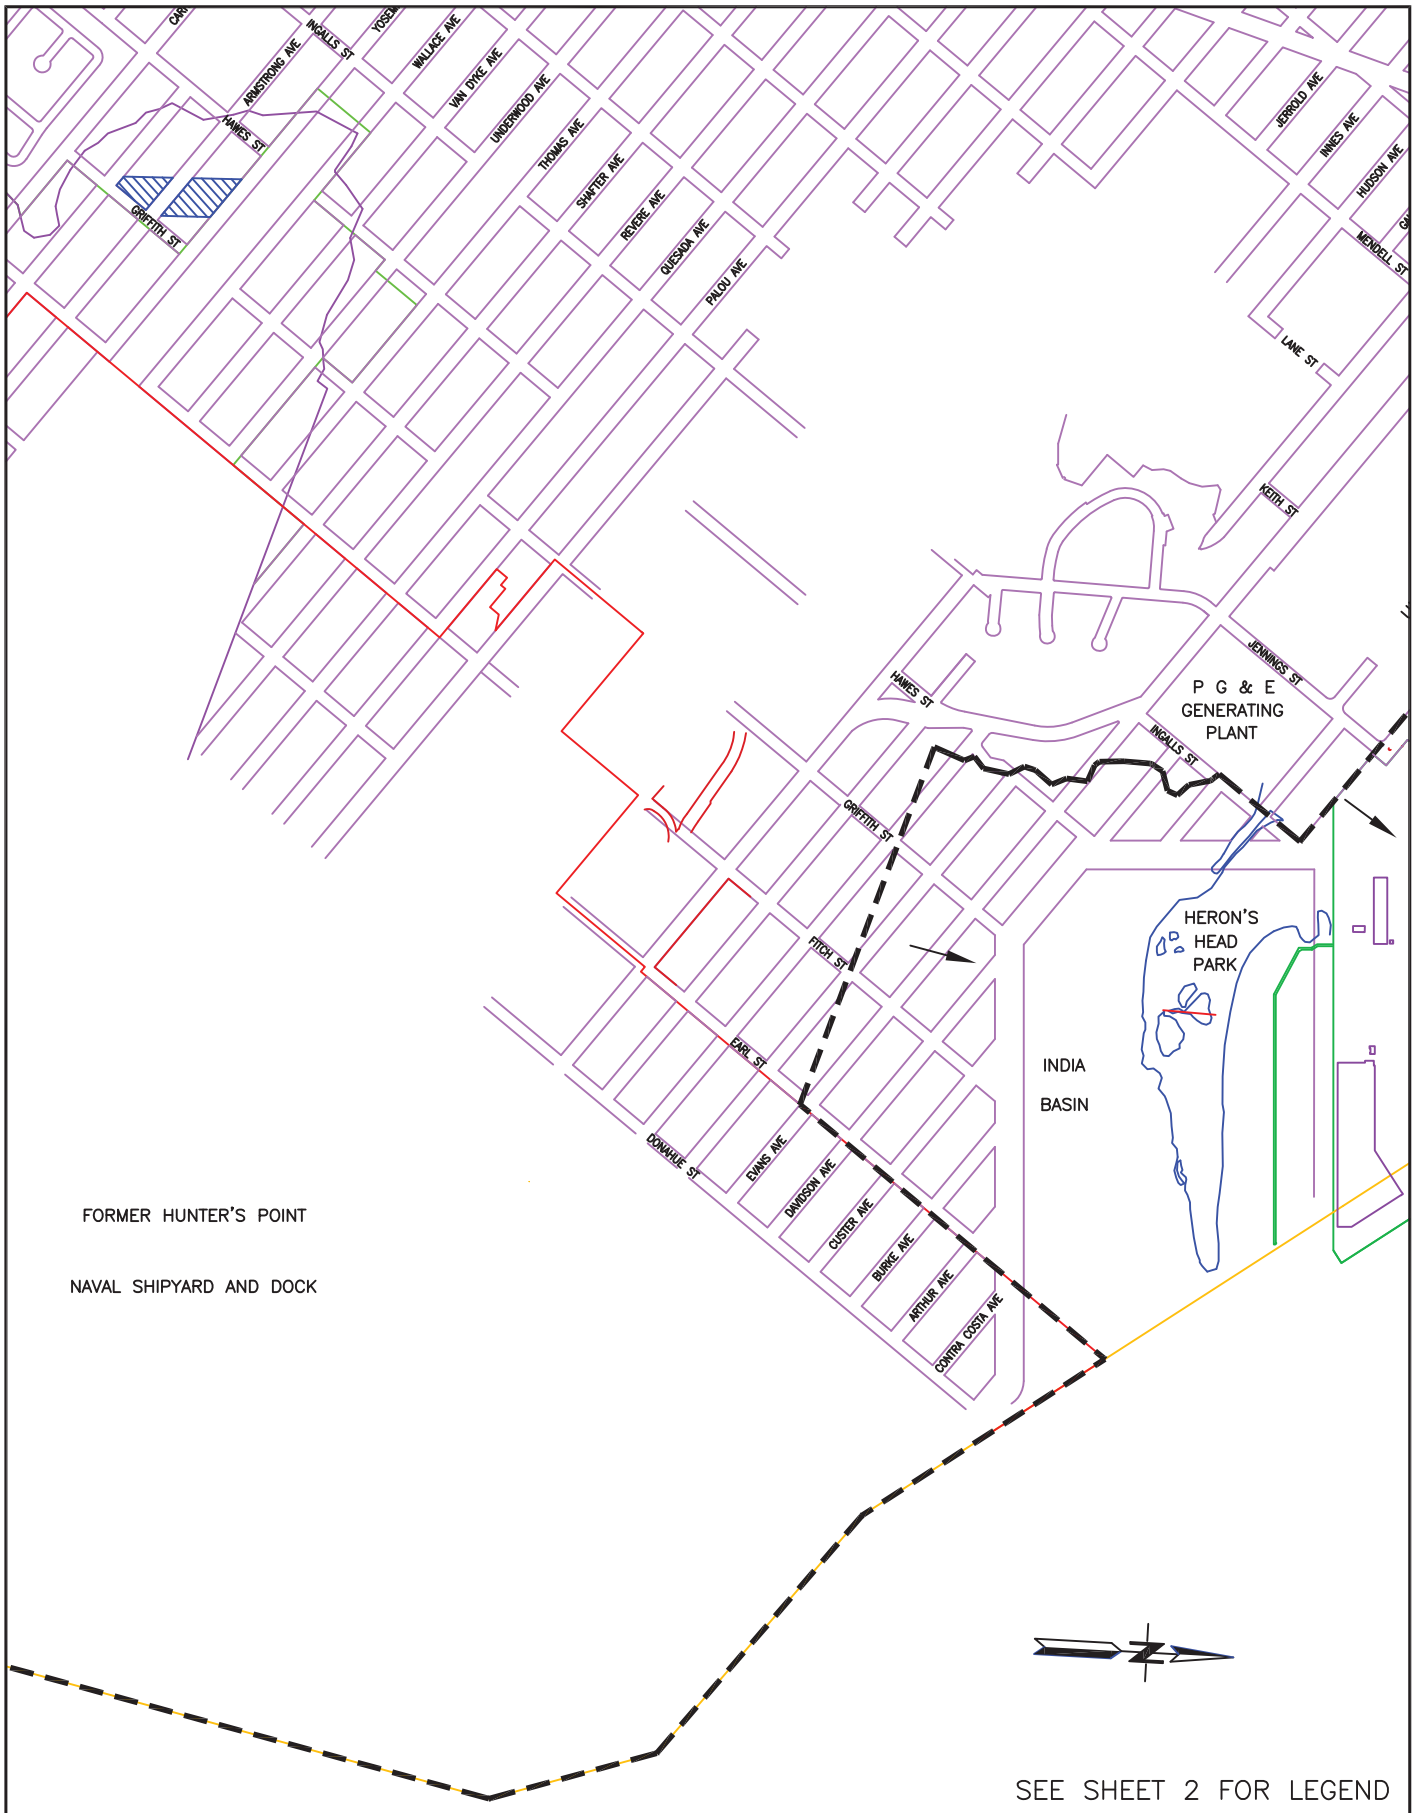 INGALLS ST
WALLACE AVE
ARMSTRONG AVE
VAN DYKE AVE
UNDERWOOD AVE
HAWES ST
THOMAS AVE
SHAFTER AVE
GRIFFITH ST
REVERE AVE
QUESADA AVE
PALOU AVE
JERROLD AVE
INNES AVE
HUDSON AVE
MENDELL ST
LANE ST
KEITH ST
JENNINGS ST
HAWES ST
P G & E
GENERATING
PLANT
INGALLS ST
GRIFFITH ST
HERON'S
HEAD
PARK
FITCH ST
EARL ST
INDIA
BASIN
DONAHUE ST
EVANS AVE
DAVIDSON AVE
CUSTER AVE
BURKE AVE
ARTHUR AVE
CONTRA COSTA AVE
FORMER HUNTER'S POINT
NAVAL SHIPYARD AND DOCK
SEE SHEET 2 FOR LEGEND